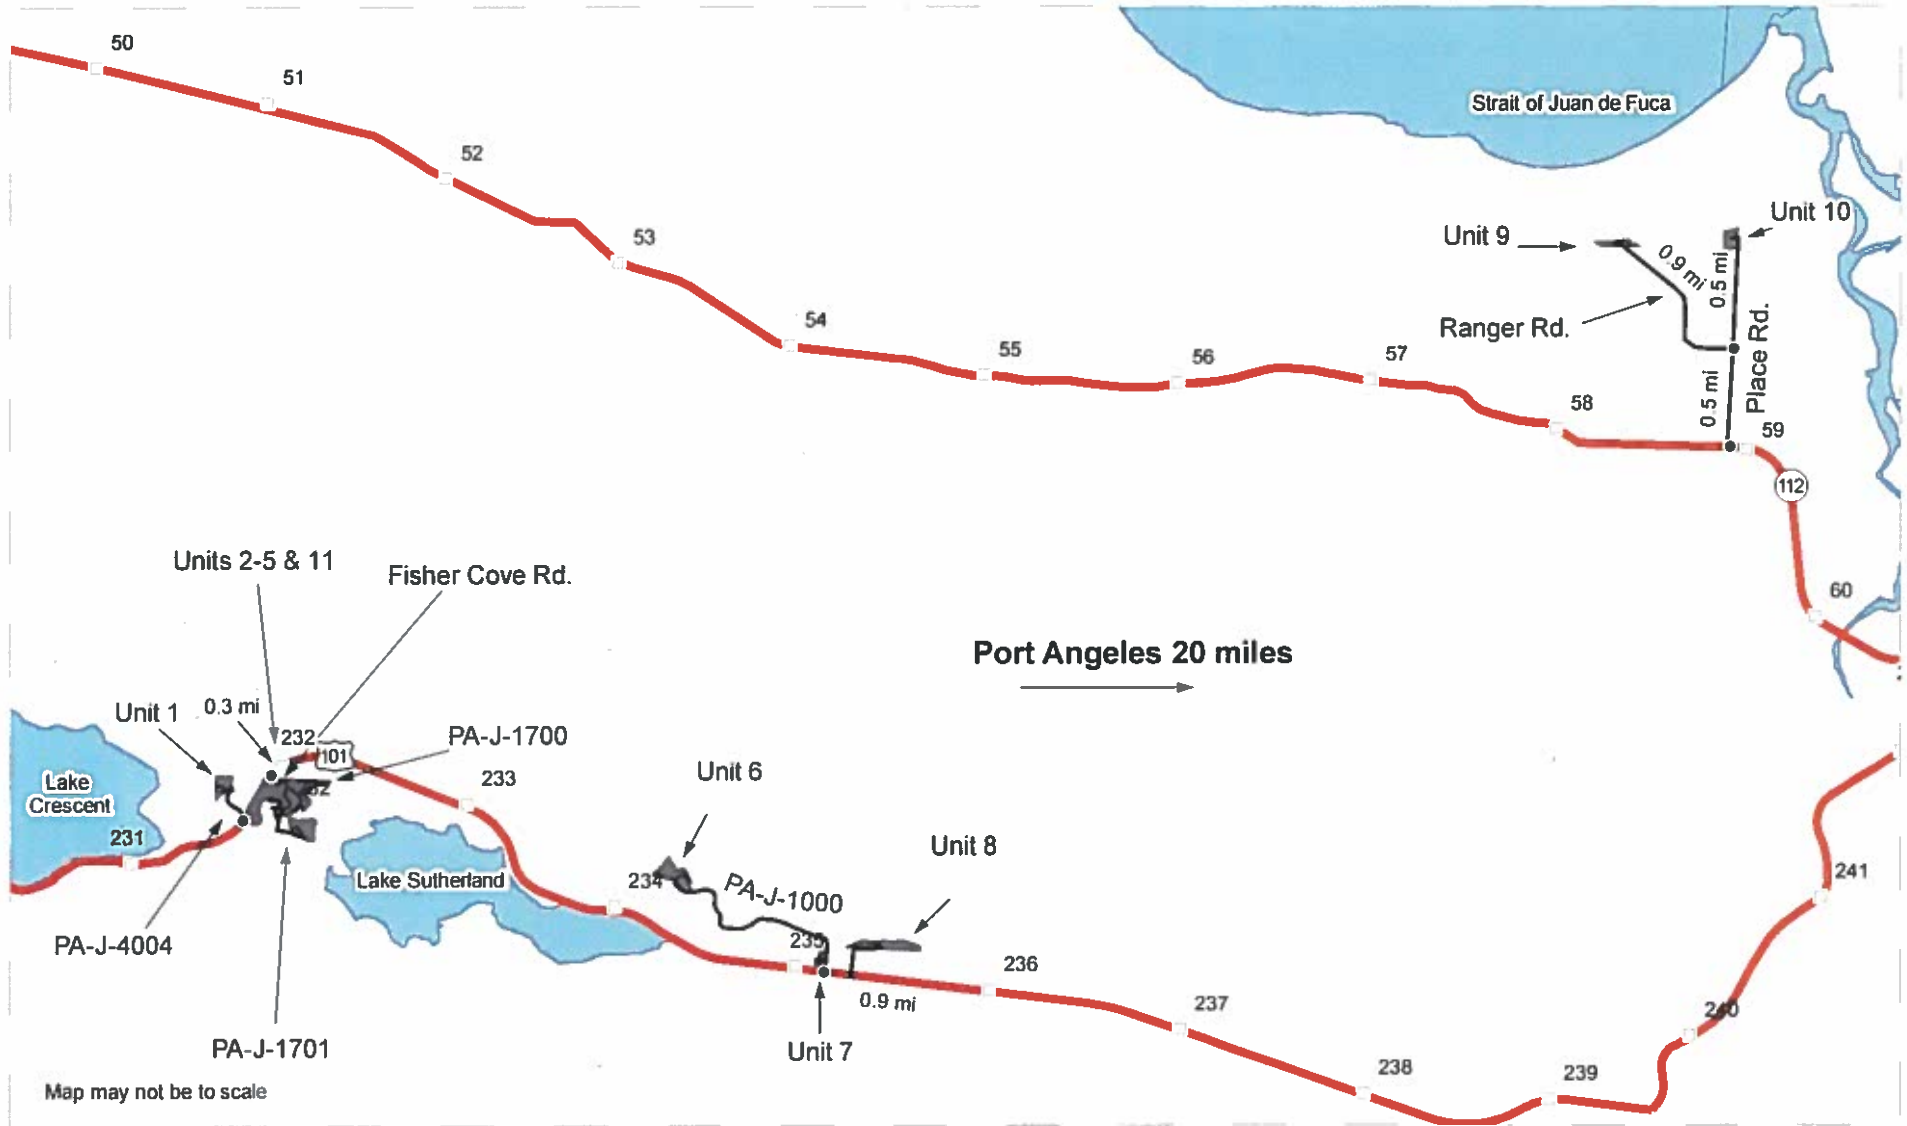 50
51
52
53
54
55
56
57
58
59
60
112
Strait of Juan de Fuca
Unit 9
Unit 10
0.9 mi
0.5 mi
Ranger Rd.
Place Rd.
0.5 mi
Units 2-5 & 11
Fisher Cove Rd.
Port Angeles 20 miles
Unit 1
0.3 mi
232
101
PA-J-1700
Lake
Crescent
231
233
Unit 6
Lake Sutherland
234
PA-J-1000
Unit 8
235
236
0.9 mi
237
238
239
240
241
PA-J-4004
PA-J-1701
Unit 7
Map may not be to scale